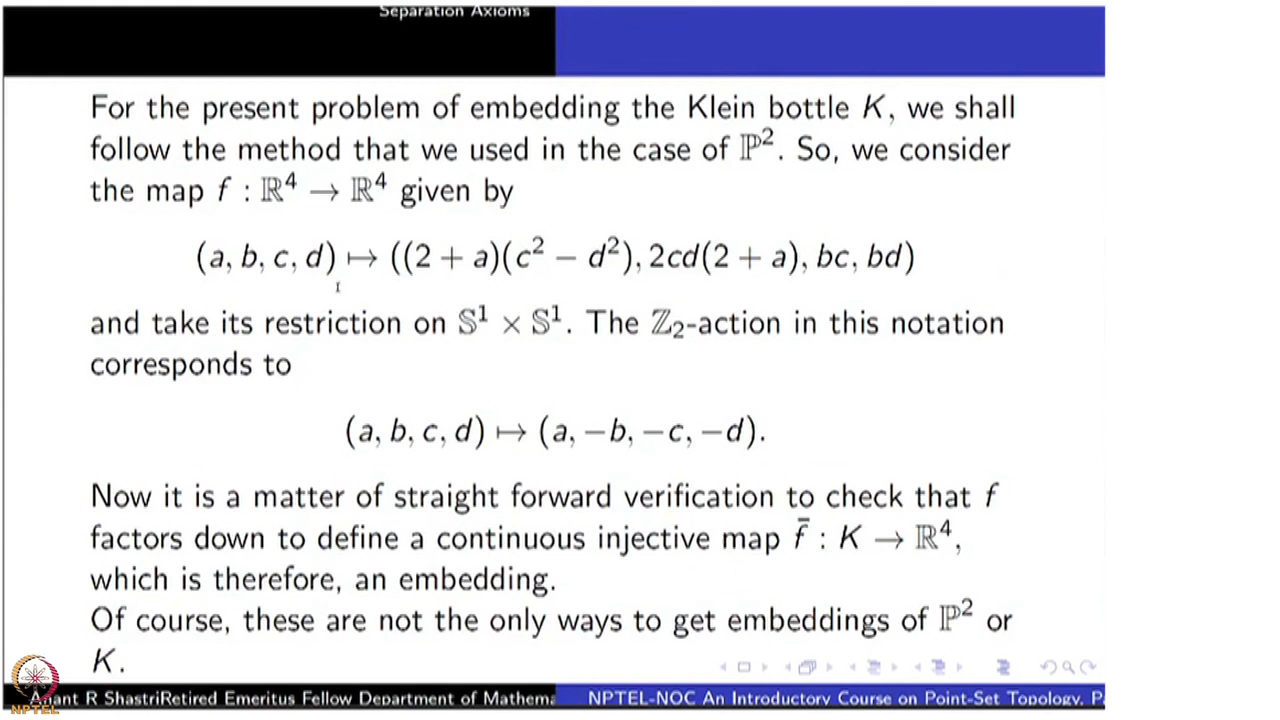 Separation Axioms
For the present problem of embedding the Klein bottle K, we shall
follow the method that we used in the case of ℙ². So, we consider
the map f : ℝ⁴ → ℝ⁴ given by
(a, b, c, d) ↦ ((2 + a)(c² − d²), 2cd(2 + a), bc, bd)
and take its restriction on 𝕊¹ × 𝕊¹. The ℤ₂-action in this notation
corresponds to
(a, b, c, d) ↦ (a, −b, −c, −d).
Now it is a matter of straight forward verification to check that f
factors down to define a continuous injective map f̄ : K → ℝ⁴,
which is therefore, an embedding.
Of course, these are not the only ways to get embeddings of ℙ² or
K.
R ShastriRetired Emeritus Fellow Department of Mathema
NPTEL-NOC An Introductory Course on Point-Set Topology, P
NPTEL